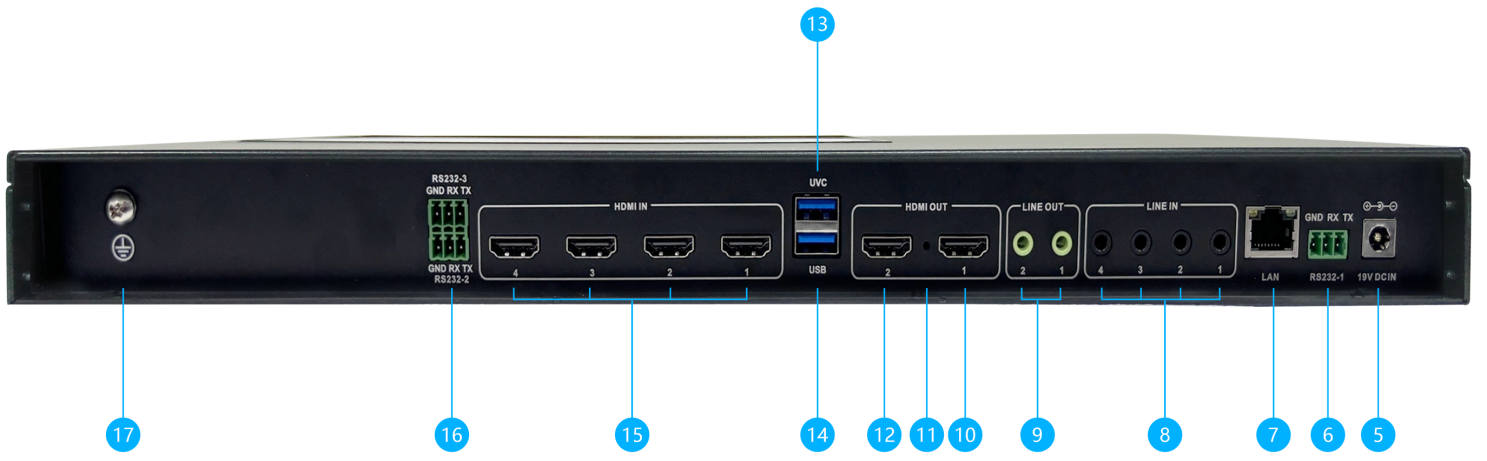 13
RS232-3
GND RX TX
UVC
HDMI IN
HDMI OUT
LINE OUT
LINE IN
GND RX TX
4 3 2 1
2 1
2 1
4 3 2 1
GND RX TX
RS232-2
USB
LAN
RS232-1
19V DC IN
17 16 15 14 12 11 10 9 8 7 6 5